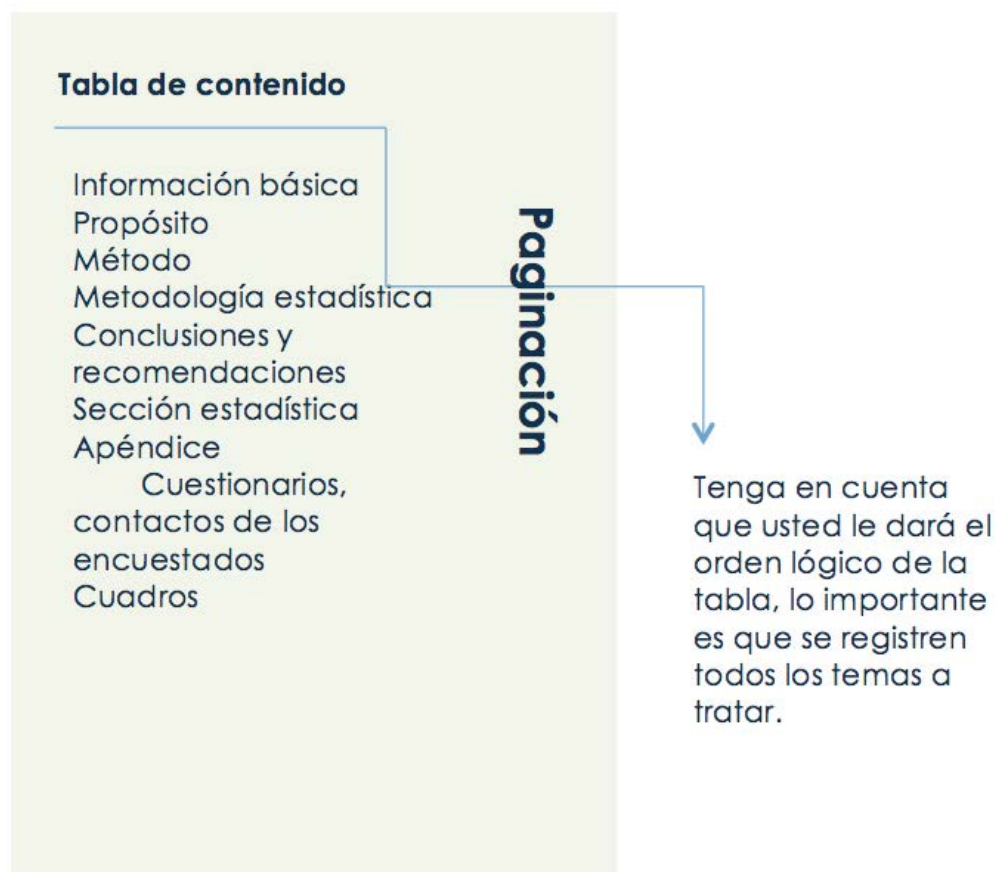 Tabla de contenido
Información básica
Propósito
Método
Metodología estadística
Conclusiones y
recomendaciones
Sección estadística
Apéndice
Cuestionarios,
contactos de los
encuestados
Cuadros
Paginación
Tenga en cuenta
que usted le dará el
orden lógico de la
tabla, lo importante
es que se registren
todos los temas a
tratar.